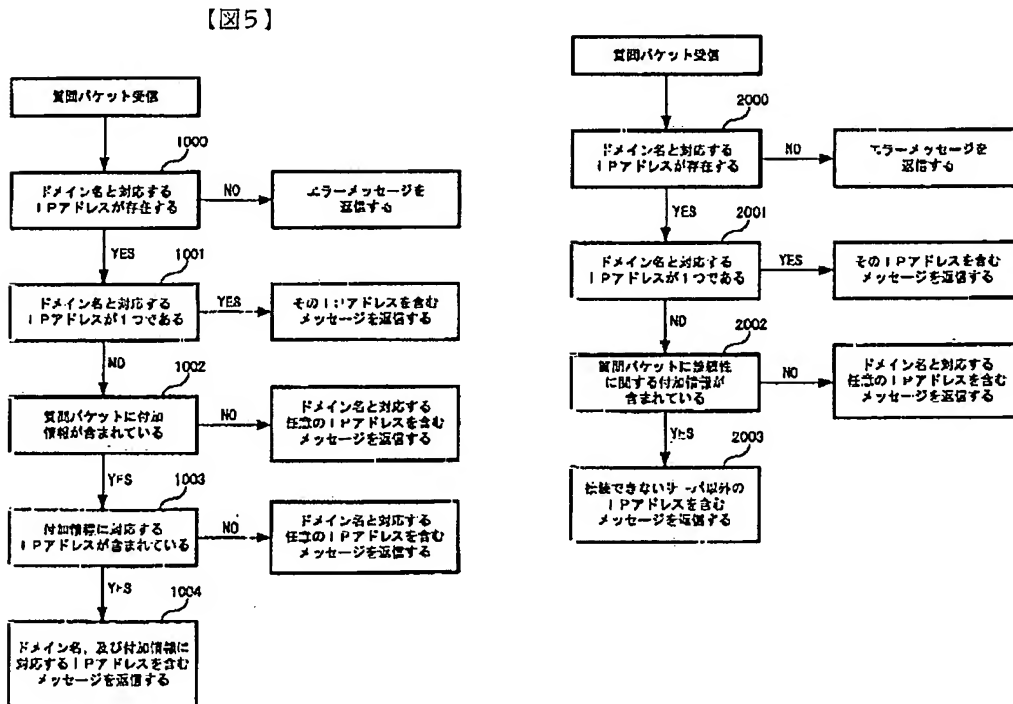 【図5】
質問パケット受信
1000
ドメイン名と対応する
IPアドレスが存在する
NO
エラーメッセージを
返信する
YES
1001
ドメイン名と対応する
IPアドレスが1つである
YES
そのIPアドレスを含む
メッセージを返信する
NO
1002
質問パケットに付加
情報が含まれている
NO
ドメイン名と対応する
任意のIPアドレスを含む
メッセージを返信する
YES
1003
付加情報に対応する
IPアドレスが含まれている
NO
ドメイン名と対応する
任意のIPアドレスを含む
メッセージを返信する
YES
1004
ドメイン名、及び付加情報に
対応するIPアドレスを含む
メッセージを返信する
質問パケット受信
2000
ドメイン名と対応する
IPアドレスが存在する
NO
エラーメッセージを
返信する
YES
2001
ドメイン名と対応する
IPアドレスが1つである
YES
そのIPアドレスを含む
メッセージを返信する
NO
2002
質問パケットに
に関する付加情報が
含まれている
NO
ドメイン名と対応する
任意のIPアドレスを含む
メッセージを返信する
YES
2003
接続できないサーバ以外の
IPアドレスを含む
メッセージを返信する